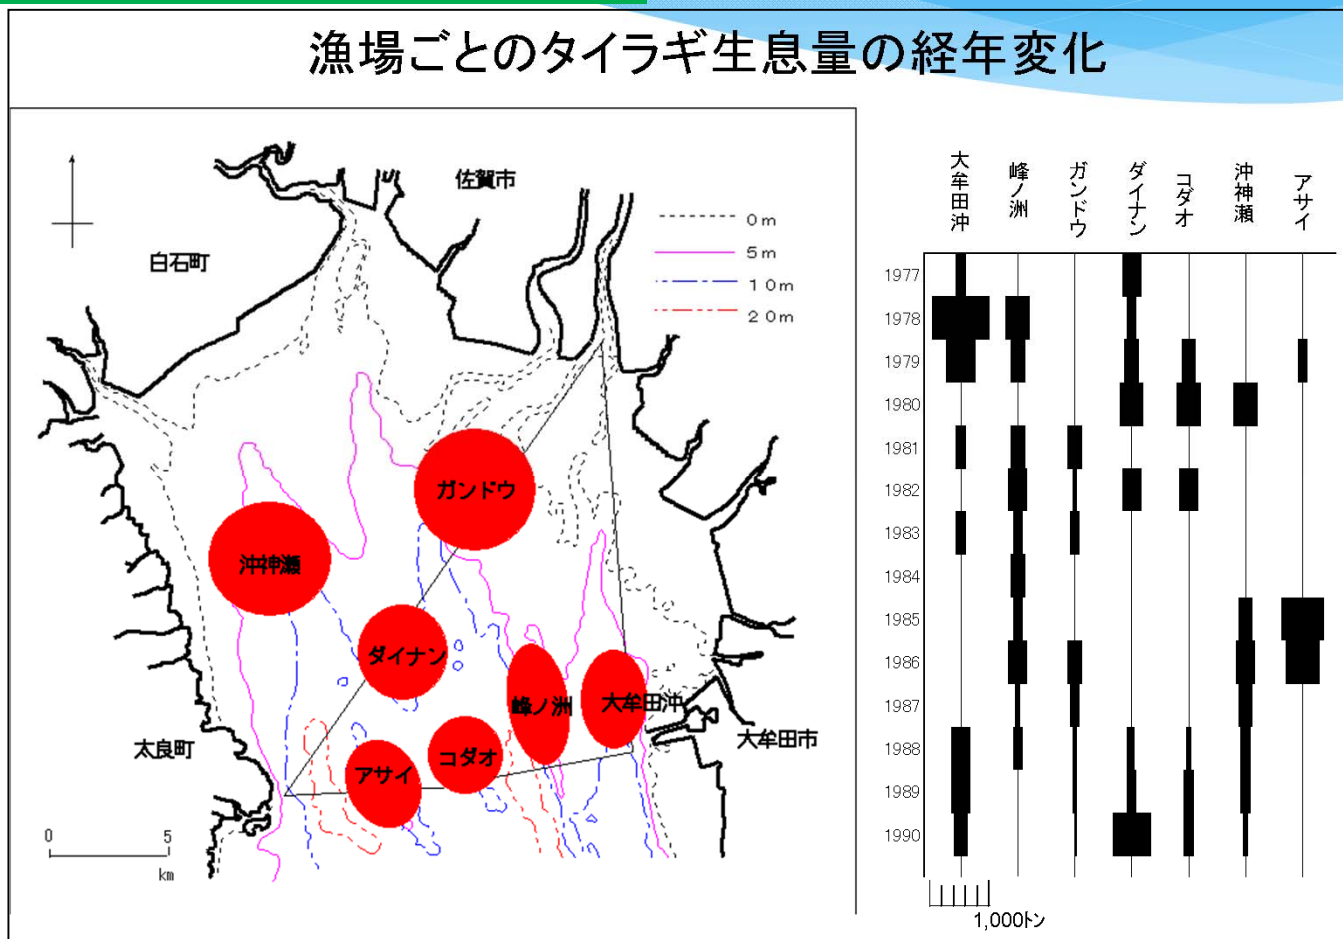 漁場ごとのタイラギ生息量の経年変化
佐賀市
白石町
0m
5m
10m
20m
ガンドウ
沖神瀬
ダイナン
峰ノ洲
大牟田沖
コダオ
アサイ
太良町
大牟田市
0 5
km
大牟田沖
峰ノ洲
ガンドウ
ダイナン
コダオ
沖神瀬
アサイ
1977
1978
1979
1980
1981
1982
1983
1984
1985
1986
1987
1988
1989
1990
1,000トン